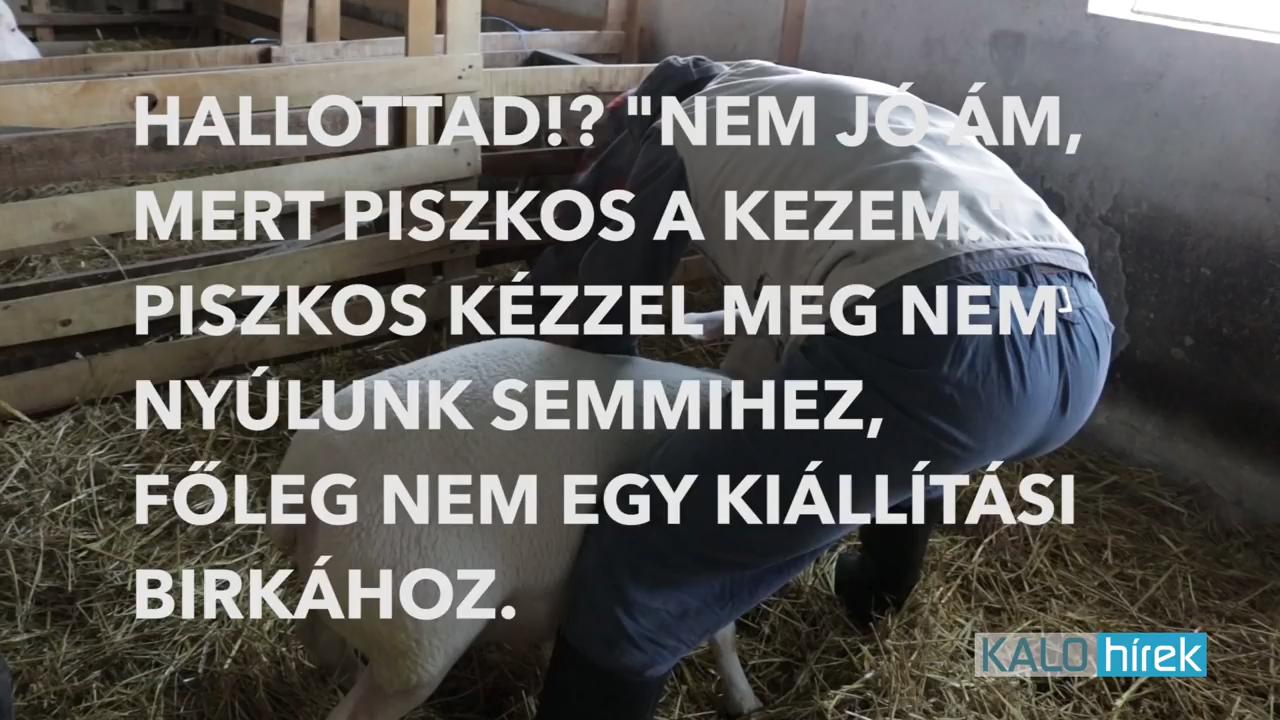 HALLOTTAD!? "NEM JÓ ÁM,
MERT PISZKOS A KEZEM."
PISZKOS KÉZZEL MEG NEM
NYÚLUNK SEMMIHEZ,
FŐLEG NEM EGY KIÁLLÍTÁSI
BIRKÁHOZ.
KALO hírek